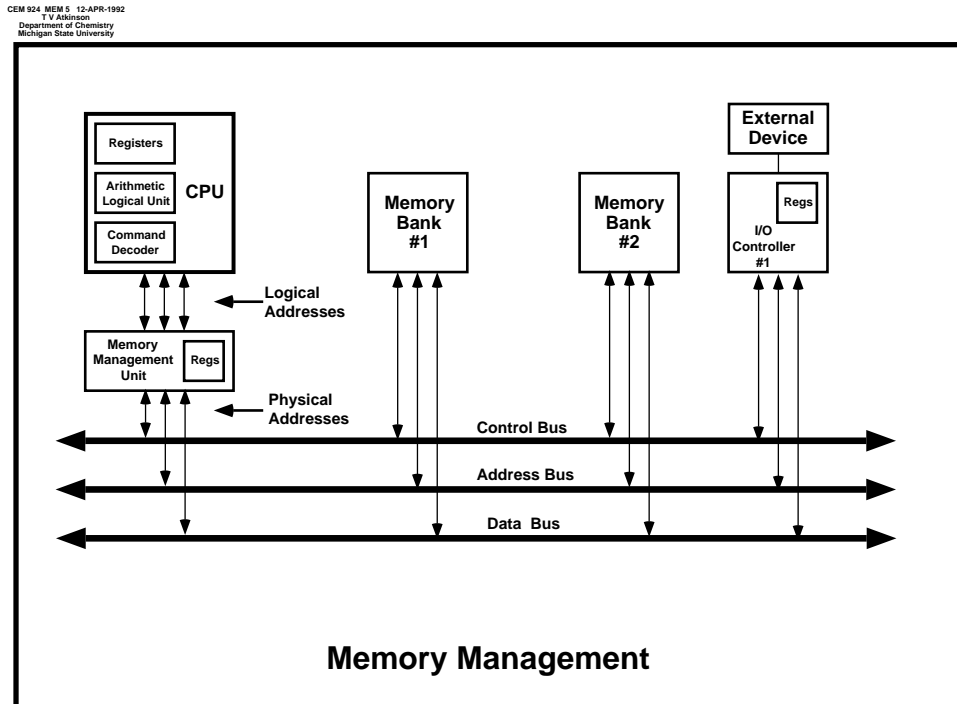 CEM 924 MEM 5 12-APR-1992
T V Atkinson
Department of Chemistry
Michigan State University
Registers
Arithmetic
Logical Unit
CPU
Command
Decoder
Memory
Bank
#1
Memory
Bank
#2
External
Device
Regs
I/O
Controller
#1
Logical
Addresses
Memory
Management
Unit
Regs
Physical
Addresses
Control Bus
Address Bus
Data Bus
Memory Management